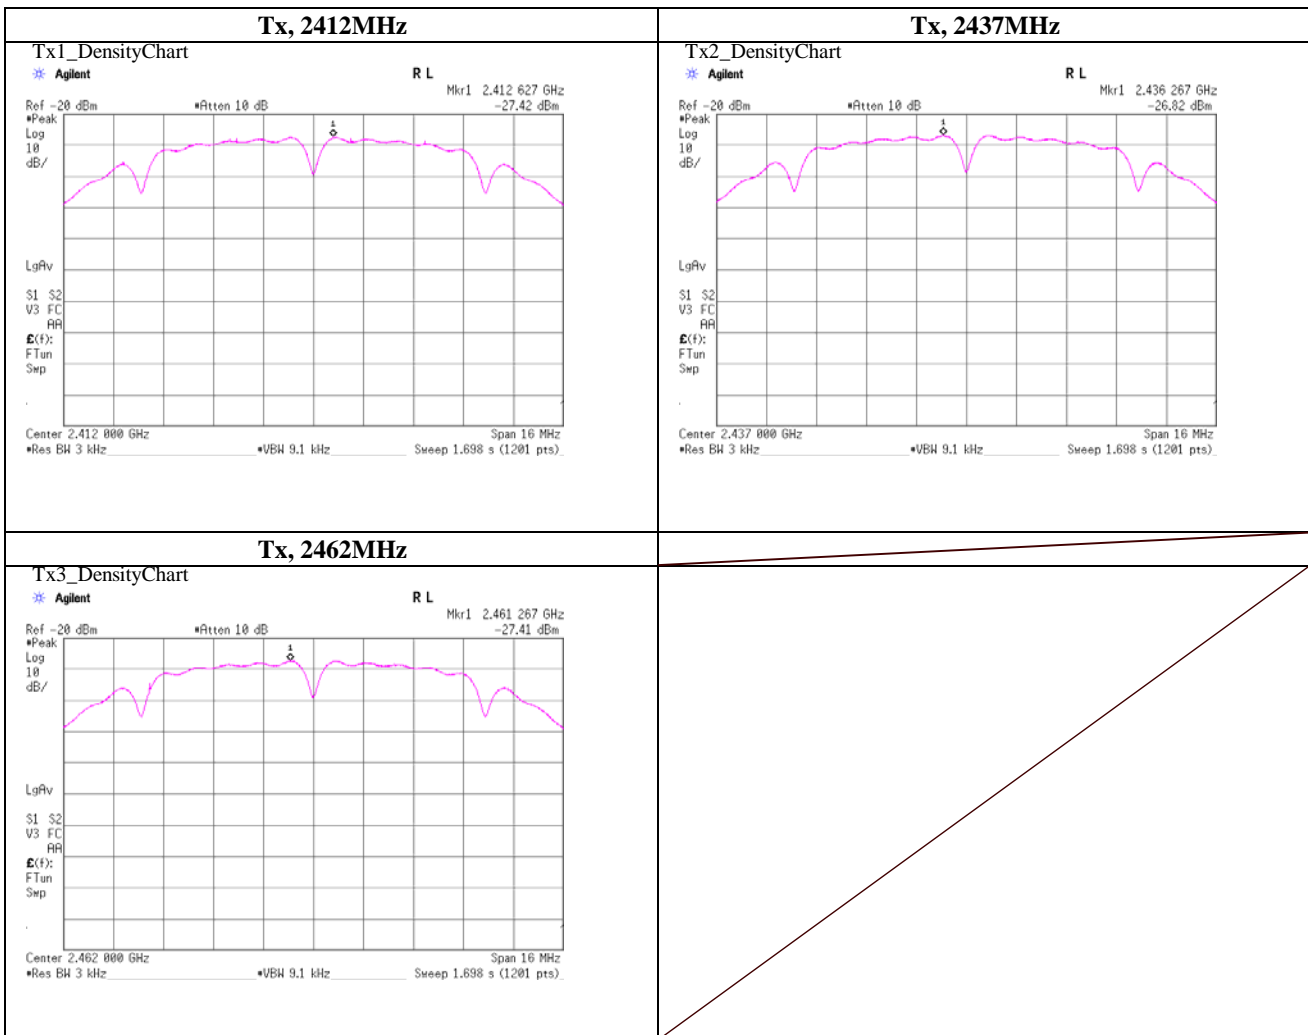 Tx, 2412MHz
Tx1_DensityChart
Agilent
R L
Mkr1 2.412 627 GHz
Ref -20 dBm #Atten 10 dB -27.42 dBm
#Peak
Log
10
dB/
1
LgAv
S1 S2
V3 FC
AA
£(f):
FTun
Swp
Center 2.412 000 GHz Span 16 MHz
#Res BW 3 kHz #VBW 9.1 kHz Sweep 1.698 s (1201 pts)
Tx, 2437MHz
Tx2_DensityChart
Agilent
R L
Mkr1 2.436 267 GHz
Ref -20 dBm #Atten 10 dB -26.82 dBm
#Peak
Log
10
dB/
1
LgAv
S1 S2
V3 FC
AA
£(f):
FTun
Swp
Center 2.437 000 GHz Span 16 MHz
#Res BW 3 kHz #VBW 9.1 kHz Sweep 1.698 s (1201 pts)
Tx, 2462MHz
Tx3_DensityChart
Agilent
R L
Mkr1 2.461 267 GHz
Ref -20 dBm #Atten 10 dB -27.41 dBm
#Peak
Log
10
dB/
1
LgAv
S1 S2
V3 FC
AA
£(f):
FTun
Swp
Center 2.462 000 GHz Span 16 MHz
#Res BW 3 kHz #VBW 9.1 kHz Sweep 1.698 s (1201 pts)